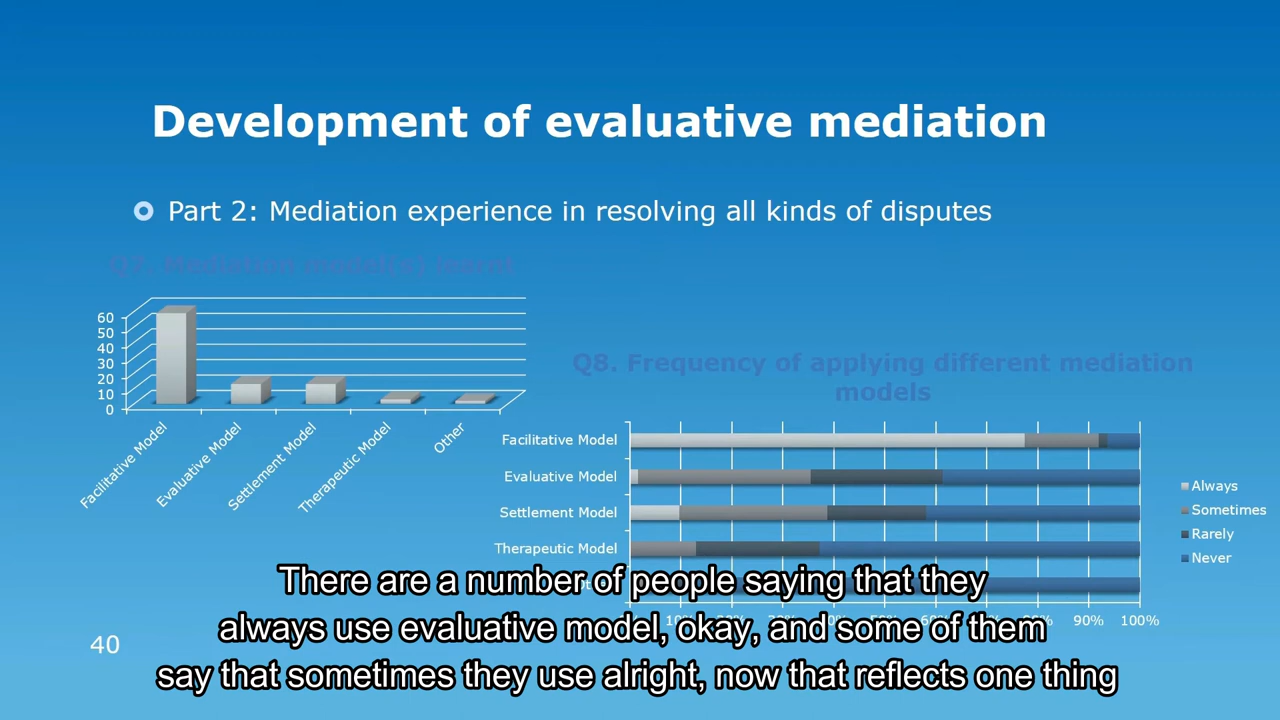 Development of evaluative mediation
Part 2: Mediation experience in resolving all kinds of disputes
Q7. Mediation model(s) learnt
60
50
40
30
20
10
0
Facilitative Model
Evaluative Model
Settlement Model
Therapeutic Model
Other
Q8. Frequency of applying different mediation
models
Facilitative Model
Evaluative Model
Settlement Model
Therapeutic Model
90% 100%
Always
Sometimes
Rarely
Never
There are a number of people saying that they
always use evaluative model, okay, and some of them
say that sometimes they use alright, now that reflects one thing
40